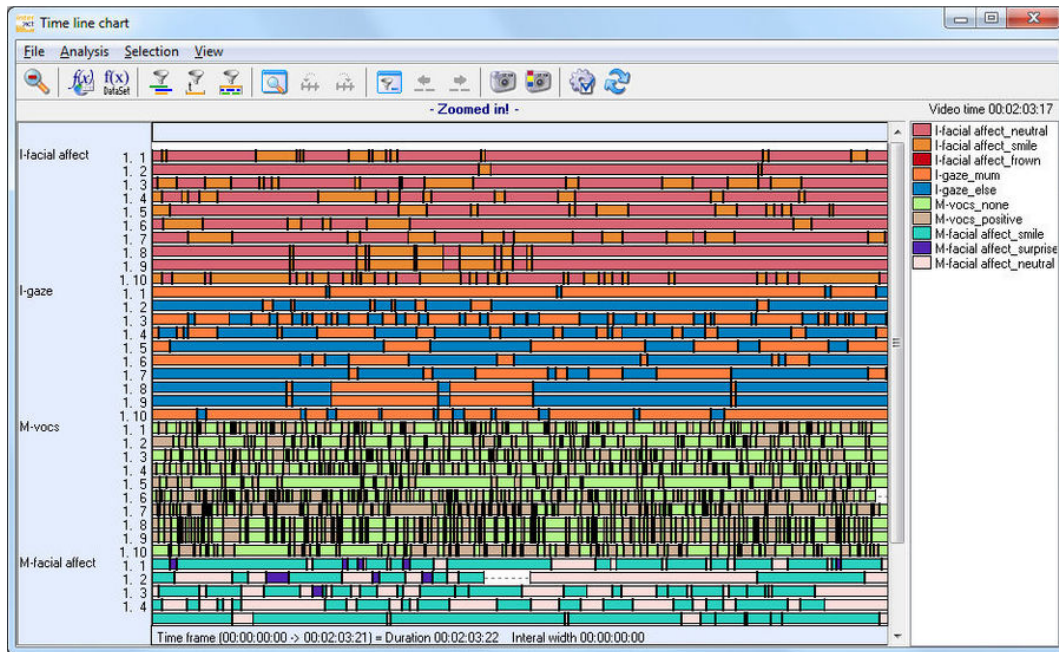 Time line chart
File Analysis Selection View
f(x) f(x) DataSet
- Zoomed in! - Video time 00:02:03:17
I-facial affect
1. 1
1. 2
1. 3
1. 4
1. 5
1. 6
1. 7
1. 8
1. 9
1. 10
I-gaze
1. 1
1. 2
1. 3
1. 4
1. 5
1. 6
1. 7
1. 8
1. 9
1. 10
M-vocs
1. 1
1. 2
1. 3
1. 4
1. 5
1. 6
1. 7
1. 8
1. 9
1. 10
M-facial affect
1. 1
1. 2
1. 3
1. 4
I-facial affect_neutral
I-facial affect_smile
I-facial affect_frown
I-gaze_mum
I-gaze_else
M-vocs_none
M-vocs_positive
M-facial affect_smile
M-facial affect_surprise
M-facial affect_neutral
Time frame (00:00:00:00 -> 00:02:03:21) = Duration 00:02:03:22 Interal width 00:00:00:00